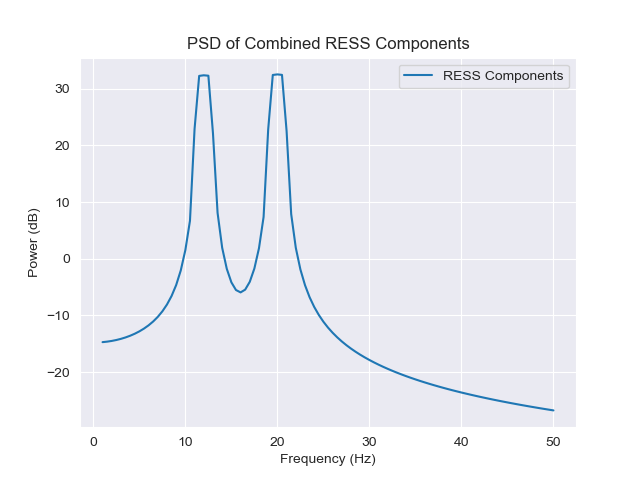 PSD of Combined RESS Components
RESS Components
30
20
10
0
−10
−20
Power (dB)
0 10 20 30 40 50
Frequency (Hz)